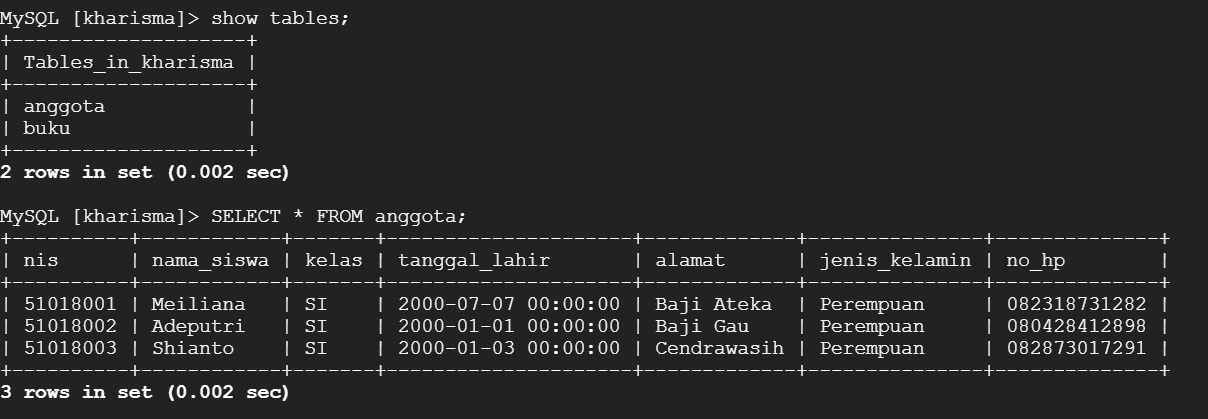 MySQL [kharisma]> show tables;
+--------------------+
| Tables_in_kharisma |
+--------------------+
| anggota            |
| buku               |
+--------------------+
2 rows in set (0.002 sec)

MySQL [kharisma]> SELECT * FROM anggota;
+----------+------------+-------+---------------------+-------------+---------------+--------------+
| nis      | nama_siswa | kelas | tanggal_lahir       | alamat      | jenis_kelamin | no_hp        |
+----------+------------+-------+---------------------+-------------+---------------+--------------+
| 51018001 | Meiliana   | SI    | 2000-07-07 00:00:00 | Baji Ateka  | Perempuan     | 082318731282 |
| 51018002 | Adeputri   | SI    | 2000-01-01 00:00:00 | Baji Gau    | Perempuan     | 080428412898 |
| 51018003 | Shianto    | SI    | 2000-01-03 00:00:00 | Cendrawasih | Perempuan     | 082873017291 |
+----------+------------+-------+---------------------+-------------+---------------+--------------+
3 rows in set (0.002 sec)